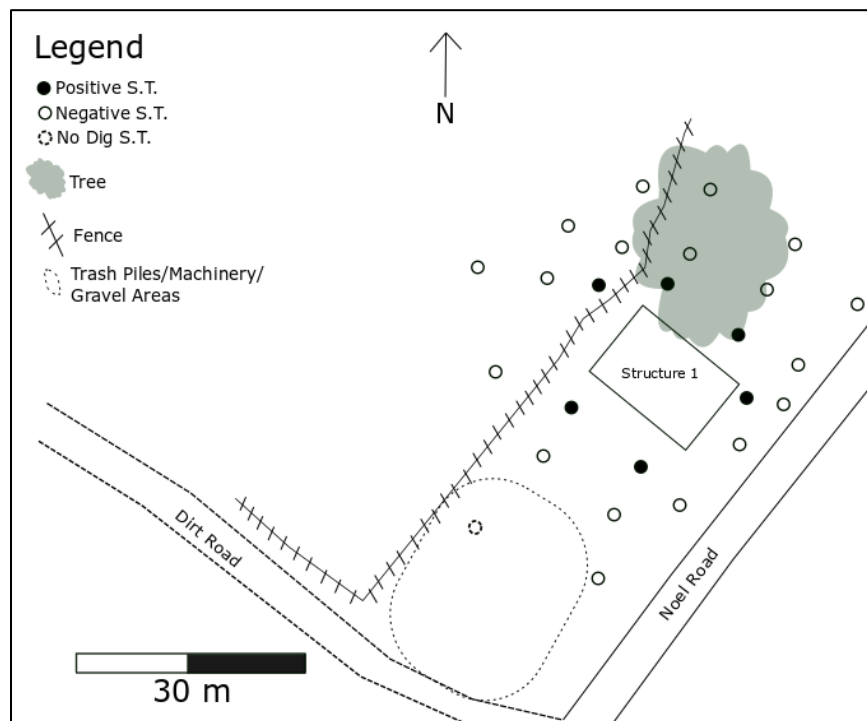 Legend
Positive S.T.
Negative S.T.
No Dig S.T.
Tree
Fence
Trash Piles/Machinery/
Gravel Areas
N
Structure 1
Dirt Road
Noel Road
30 m